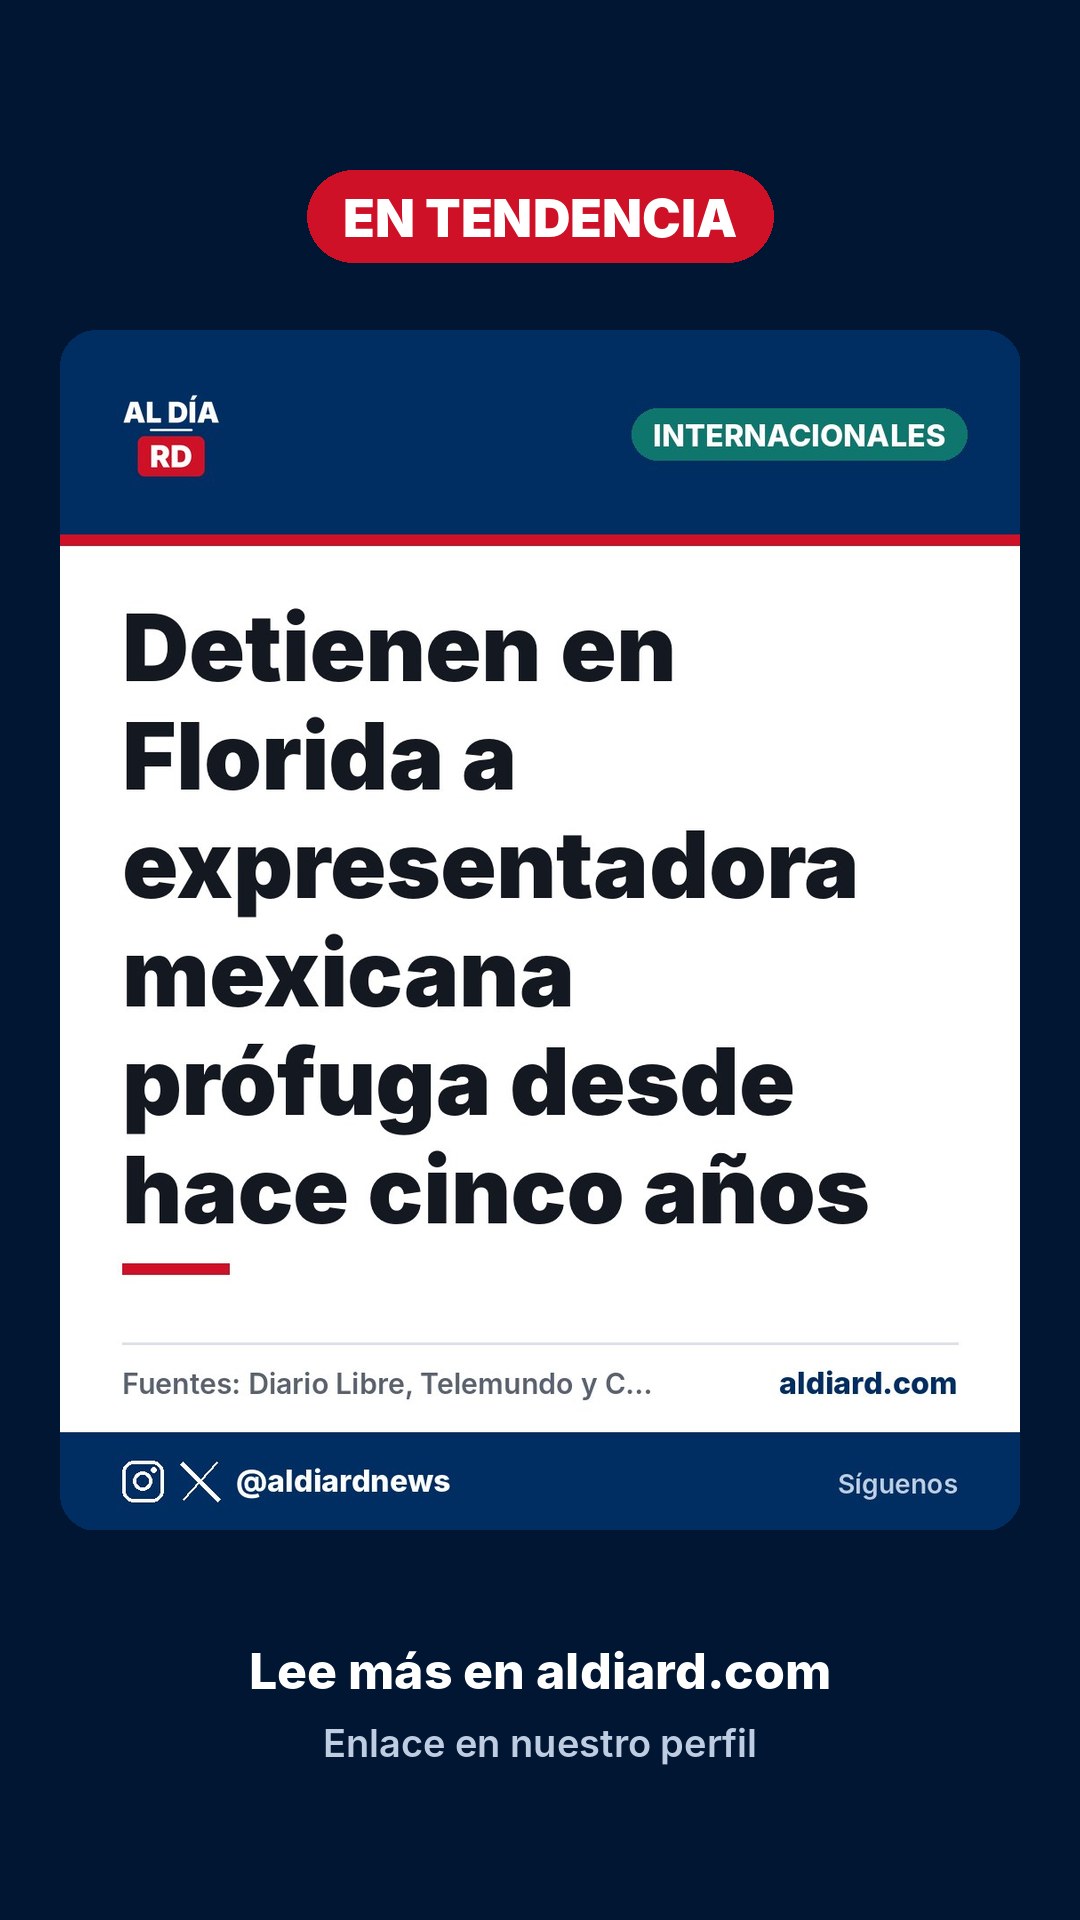 EN TENDENCIA
AL DÍA
RD
INTERNACIONALES
Detienen en
Florida a
expresentadora
mexicana
prófuga desde
hace cinco años
Fuentes: Diario Libre, Telemundo y C...
aldiard.com
@aldiardnews
Síguenos
Lee más en aldiard.com
Enlace en nuestro perfil